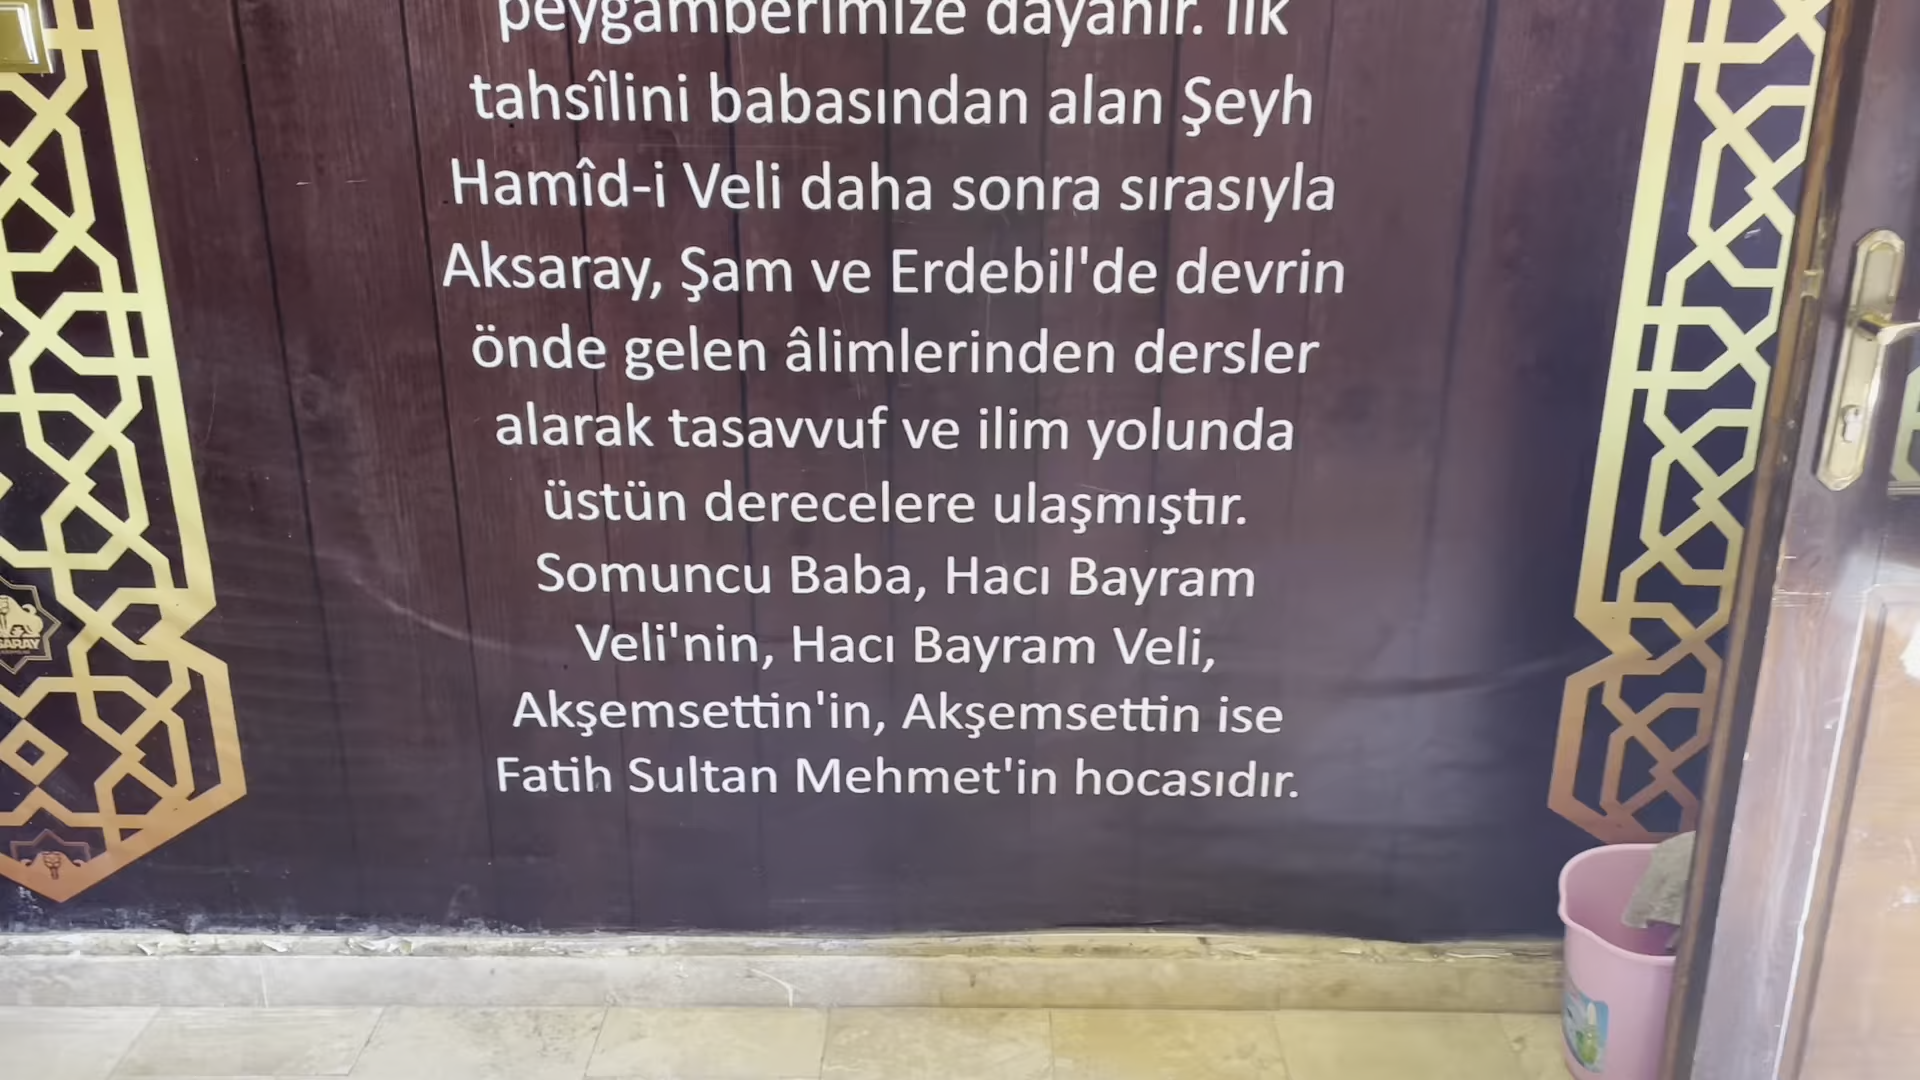 peygamberimize dayanır. İlk
tahsîlini babasından alan Şeyh
Hamîd-i Veli daha sonra sırasıyla
Aksaray, Şam ve Erdebil'de devrin
önde gelen âlimlerinden dersler
alarak tasavvuf ve ilim yolunda
üstün derecelere ulaşmıştır.
Somuncu Baba, Hacı Bayram
Veli'nin, Hacı Bayram Veli,
Akşemsettin'in, Akşemsettin ise
Fatih Sultan Mehmet'in hocasıdır.